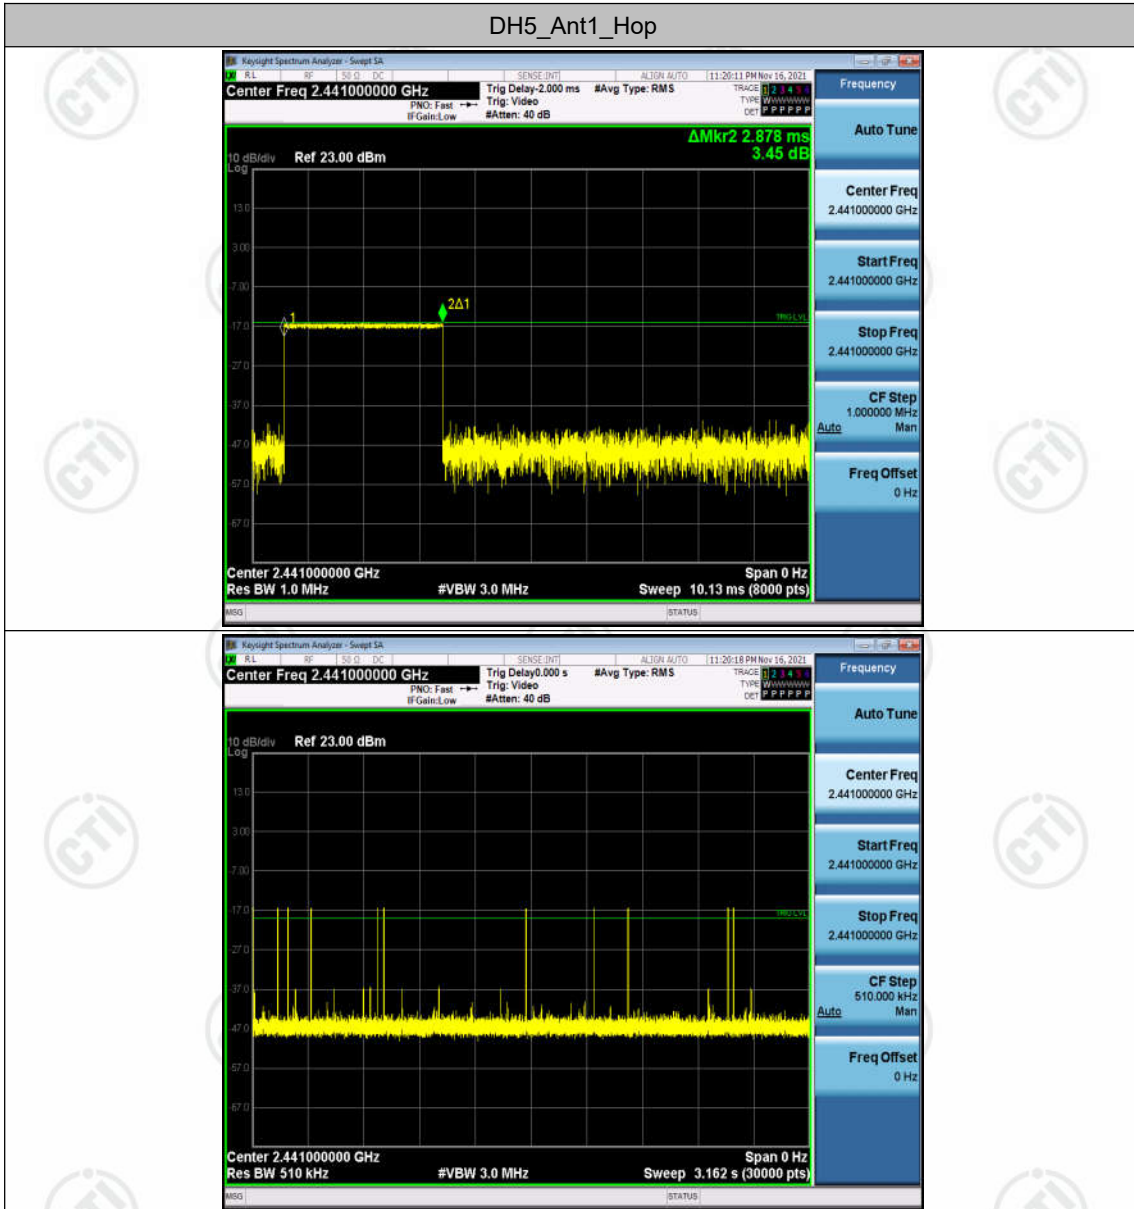 DH5_Ant1_Hop
Keysight Spectrum Analyzer - Swept SA
RL RF 50 Ω DC SENSE:INT ALIGN AUTO 11:20:11 PM Nov 16, 2021
Center Freq 2.441000000 GHz
PNO: Fast
IFGain:Low
Trig Delay-2.000 ms
Trig: Video
#Atten: 40 dB
#Avg Type: RMS
TRACE 1 2 3 4 5 6
TYPE WWWWWW
DET P P P P P P
ΔMkr2 2.878 ms
3.45 dB
10 dB/div Ref 23.00 dBm
Log
13.0
3.00
-7.00
-17.0
-27.0
-37.0
-47.0
-57.0
-67.0
1
2Δ1
TRIG LVL
Center 2.441000000 GHz Span 0 Hz
Res BW 1.0 MHz #VBW 3.0 MHz Sweep 10.13 ms (8000 pts)
MSG STATUS
Frequency
Auto Tune
Center Freq
2.441000000 GHz
Start Freq
2.441000000 GHz
Stop Freq
2.441000000 GHz
CF Step
1.000000 MHz
Auto Man
Freq Offset
0 Hz
Keysight Spectrum Analyzer - Swept SA
RL RF 50 Ω DC SENSE:INT ALIGN AUTO 11:20:18 PM Nov 16, 2021
Center Freq 2.441000000 GHz
PNO: Fast
IFGain:Low
Trig Delay0.000 s
Trig: Video
#Atten: 40 dB
#Avg Type: RMS
TRACE 1 2 3 4 5 6
TYPE WWWWWW
DET P P P P P P
10 dB/div Ref 23.00 dBm
Log
13.0
3.00
-7.00
-17.0
-27.0
-37.0
-47.0
-57.0
-67.0
TRIG LVL
Center 2.441000000 GHz Span 0 Hz
Res BW 510 kHz #VBW 3.0 MHz Sweep 3.162 s (30000 pts)
MSG STATUS
Frequency
Auto Tune
Center Freq
2.441000000 GHz
Start Freq
2.441000000 GHz
Stop Freq
2.441000000 GHz
CF Step
510.000 kHz
Auto Man
Freq Offset
0 Hz
CTI
CTI
CTI
CTI
CTI
CTI